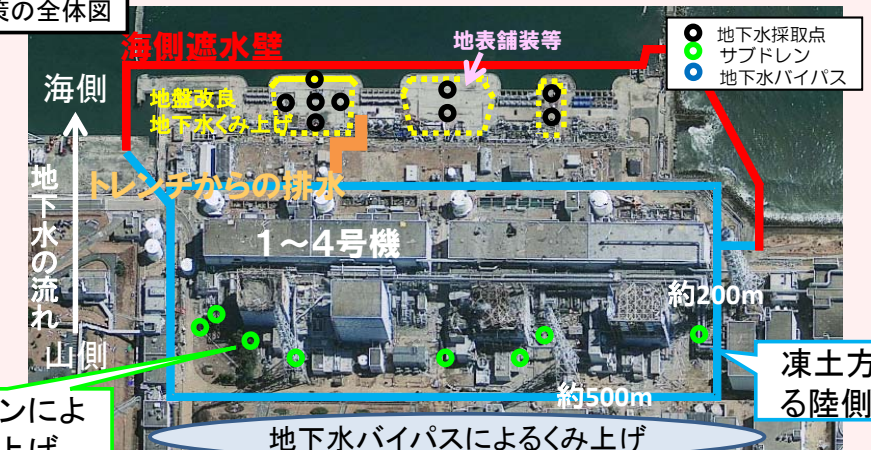 策の全体図
海側遮水壁
地表舗装等
地下水採取点
サブドレン
地下水バイパス
海側
地盤改良
地下水くみ上げ
トレンチからの排水
地下水の流れ
1~4号機
約200m
山側
凍土方
る陸側
ンによ
上げ
約500m
地下水バイパスによるくみ上げ